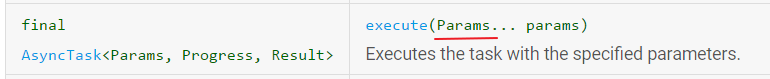 final
AsyncTask<Params, Progress, Result>
execute(Params... params)
Executes the task with the specified parameters.